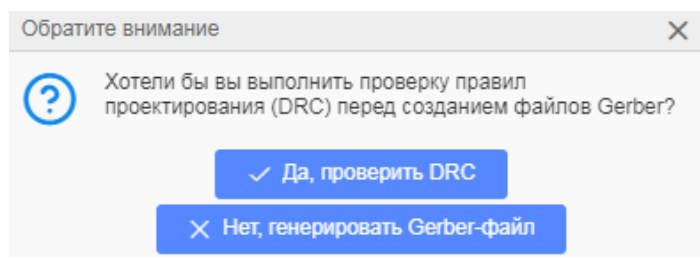 Обратите внимание
Хотели бы вы выполнить проверку правил
проектирования (DRC) перед созданием файлов Gerber?
Да, проверить DRC
Нет, генерировать Gerber-файл